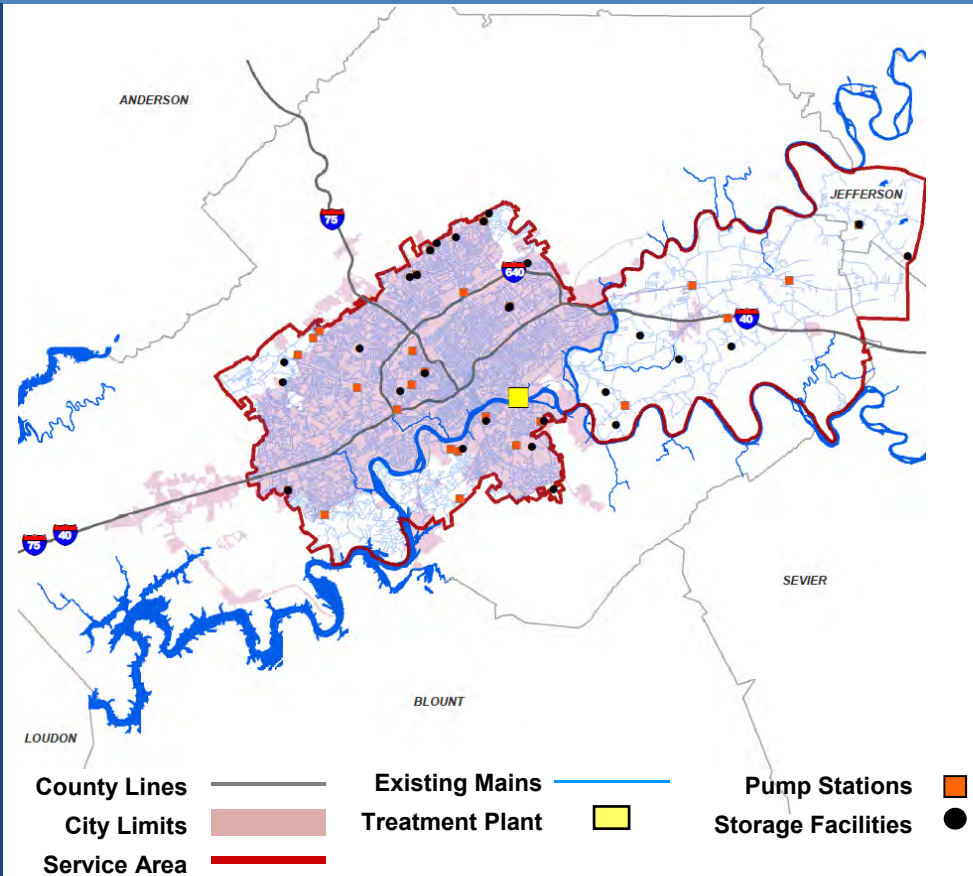 ANDERSON
75
JEFFERSON
640
40
75
40
SEVIER
BLOUNT
LOUDON
County Lines
Existing Mains
Pump Stations
City Limits
Treatment Plant
Storage Facilities
Service Area